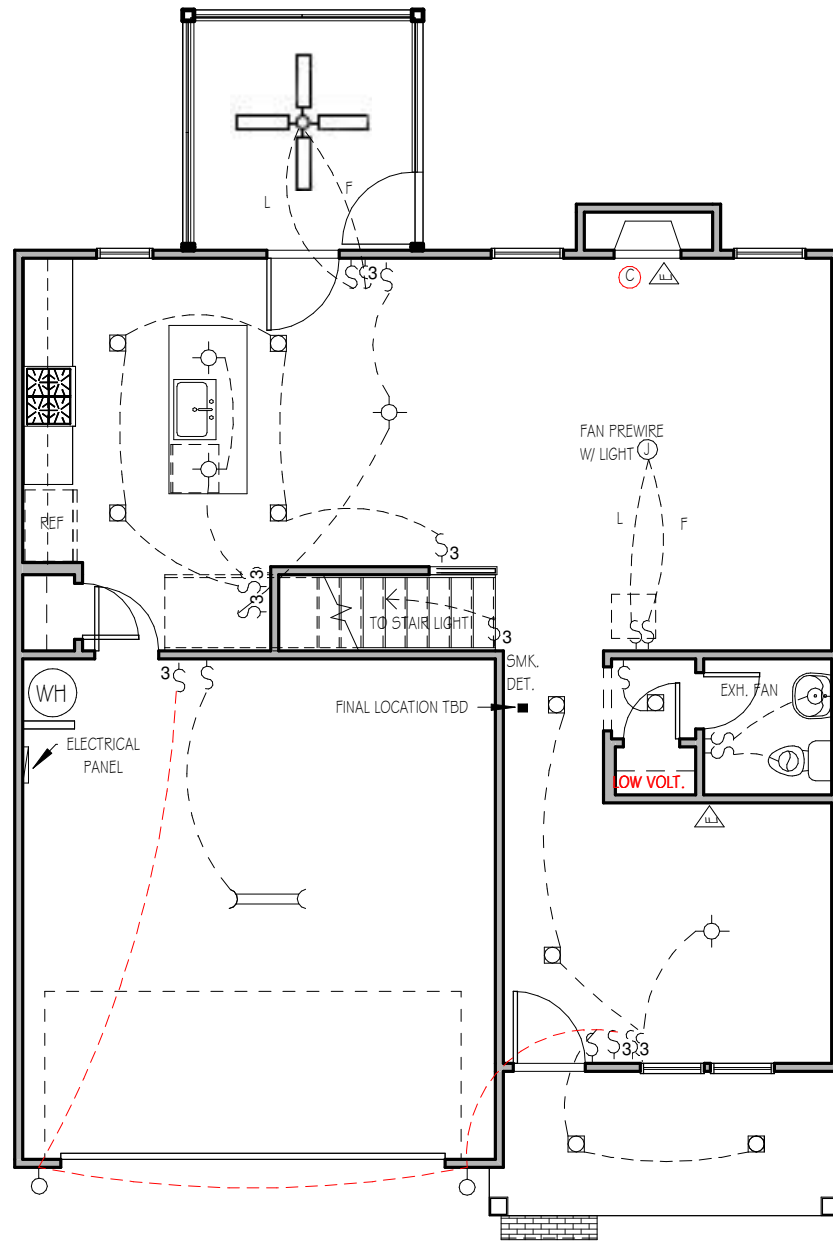 L
F
3
C
E
FAN PREWIRE
W/ LIGHT
J
L
F
REF
3
3
3
TO STAIR LIGHT
3
SMK.
DET.
FINAL LOCATION TBD
EXH. FAN
3
WH
ELECTRICAL
PANEL
LOW VOLT.
E
3
3